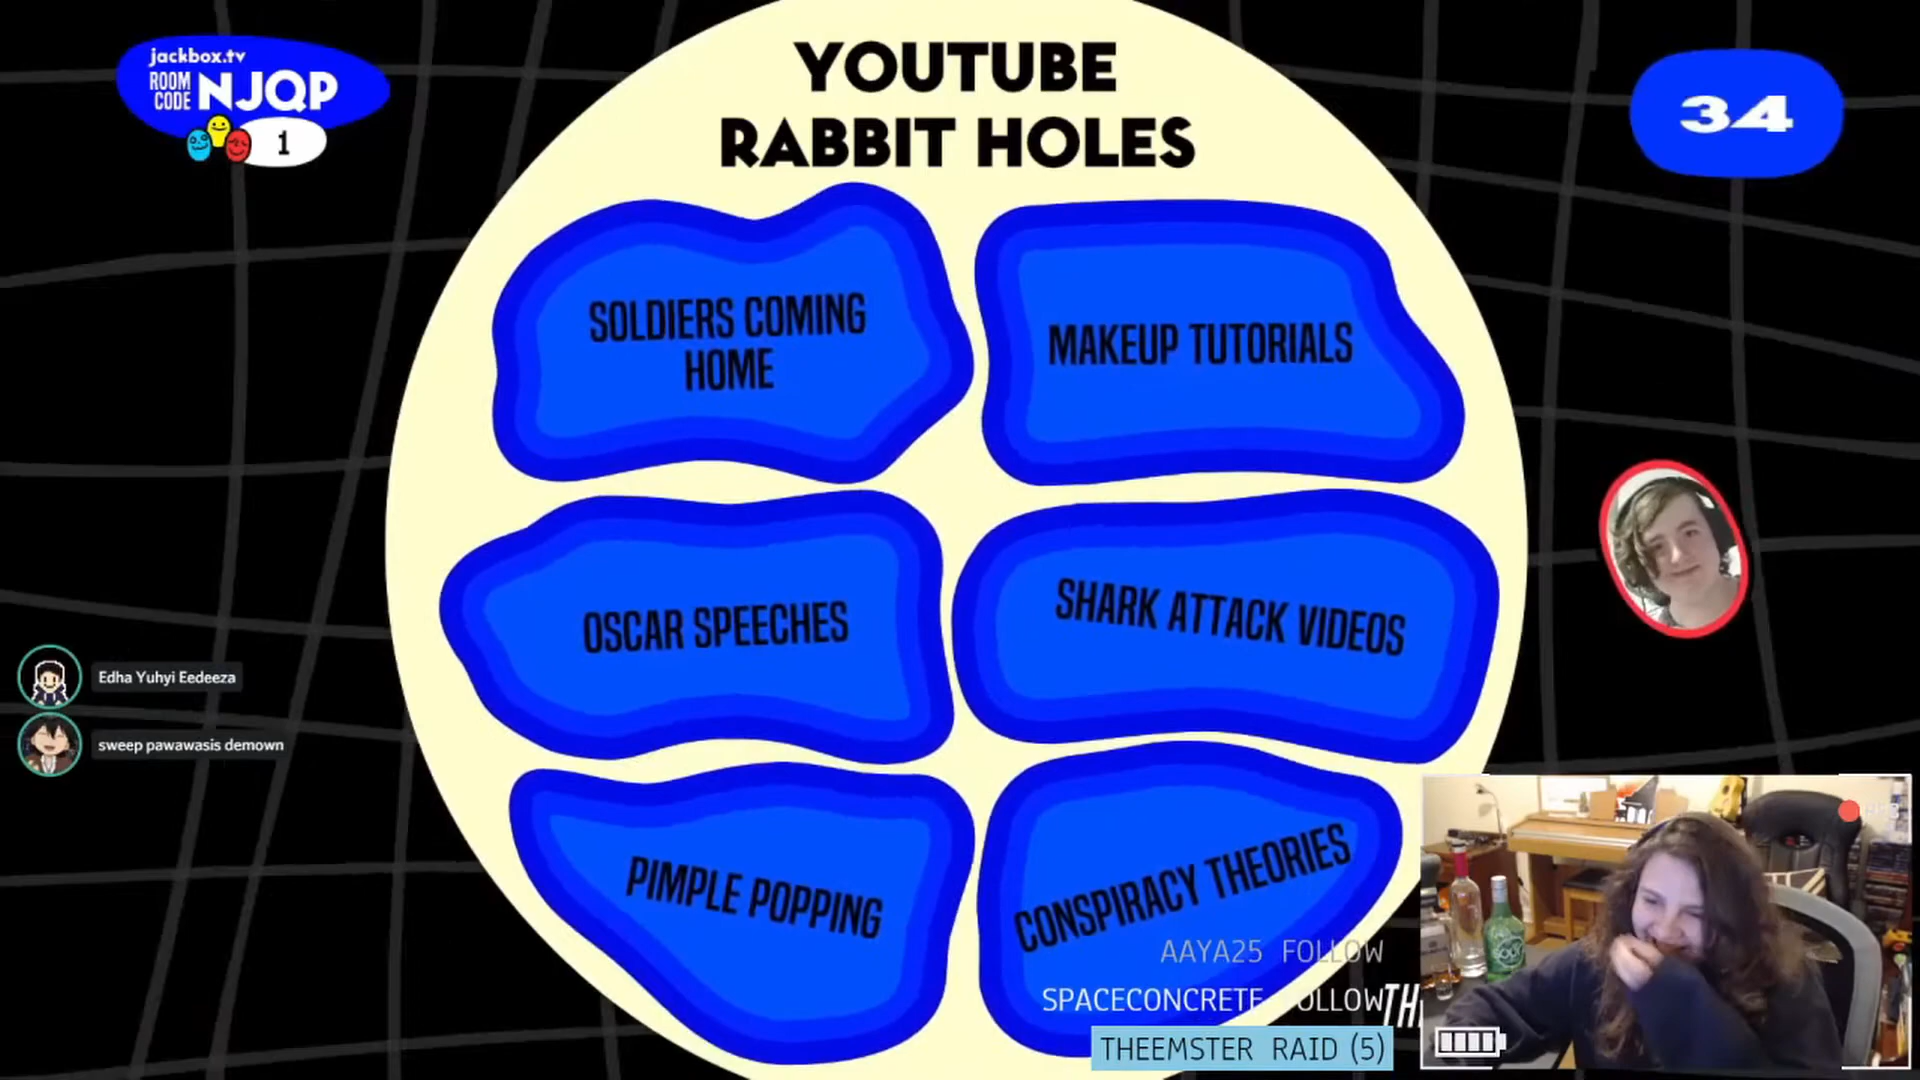 jackbox.tv
ROOM
CODE
NJQP
1
YOUTUBE
RABBIT HOLES
34
SOLDIERS COMING
HOME
MAKEUP TUTORIALS
OSCAR SPEECHES
SHARK ATTACK VIDEOS
Edha Yuhyi Eedeeza
sweep pawawasis demown
PIMPLE POPPING
CONSPIRACY THEORIES
AAYA25 FOLLOW
SPACECONCRETE FOLLOW
TH
THEEMSTER RAID (5)